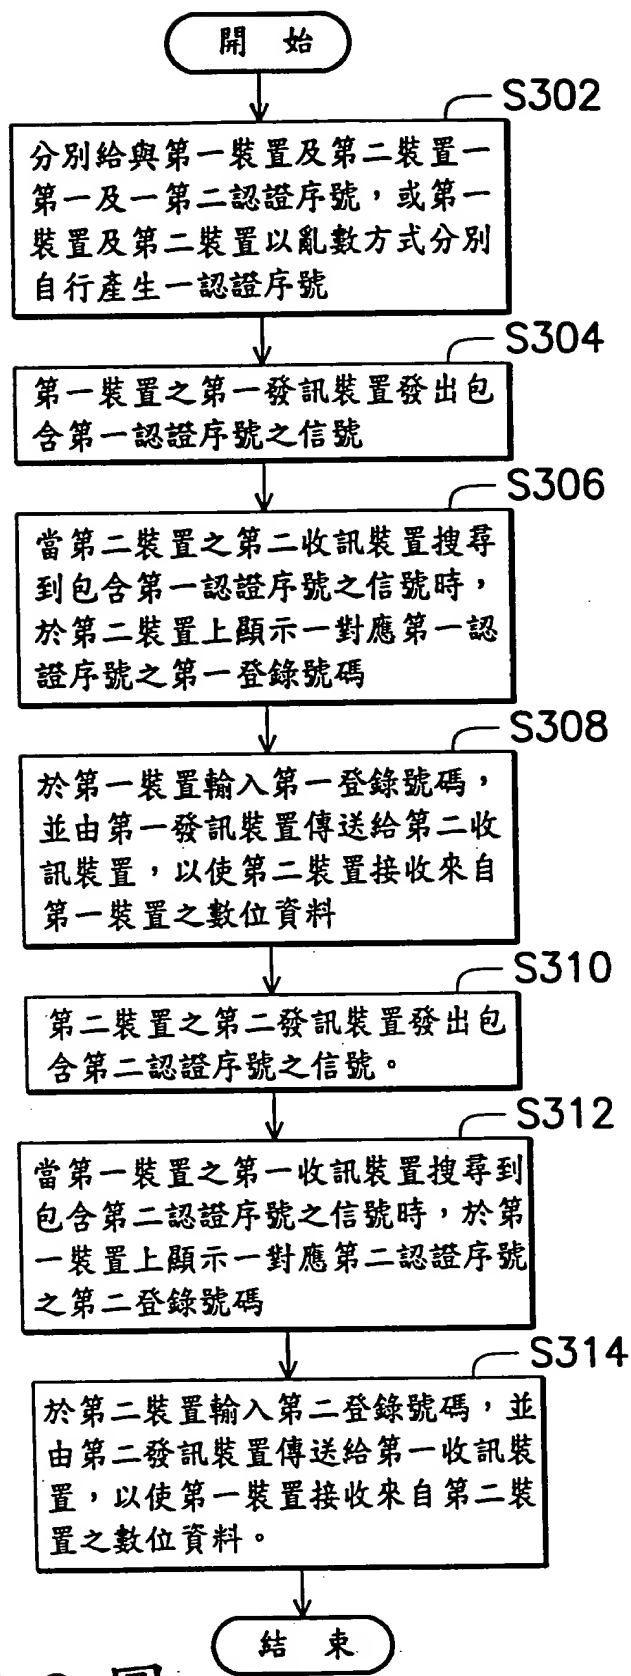 開 始
S302
分別給與第一裝置及第二裝置一
第一及一第二認證序號，或第一
裝置及第二裝置以亂數方式分別
自行產生一認證序號
S304
第一裝置之第一發訊裝置發出包
含第一認證序號之信號
S306
當第二裝置之第二收訊裝置搜尋
到包含第一認證序號之信號時，
於第二裝置上顯示一對應第一認
證序號之第一登錄號碼
S308
於第一裝置輸入第一登錄號碼，
並由第一發訊裝置傳送給第二收
訊裝置，以使第二裝置接收來自
第一裝置之數位資料
S310
第二裝置之第二發訊裝置發出包
含第二認證序號之信號。
S312
當第一裝置之第一收訊裝置搜尋到
包含第二認證序號之信號時，於第
一裝置上顯示一對應第二認證序號
之第二登錄號碼
S314
於第二裝置輸入第二登錄號碼，並
由第二發訊裝置傳送給第一收訊裝
置，以使第一裝置接收來自第二裝
置之數位資料。
結 束